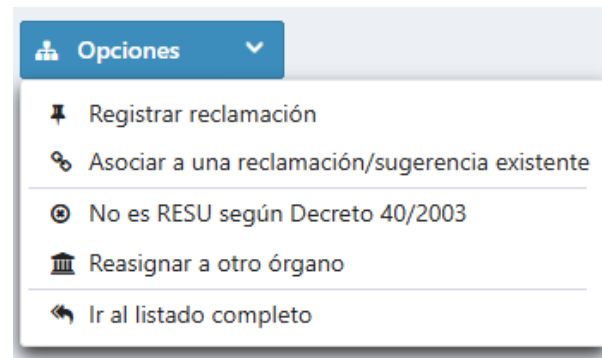 Opciones
Registrar reclamación
Asociar a una reclamación/sugerencia existente
No es RESU según Decreto 40/2003
Reasignar a otro órgano
Ir al listado completo